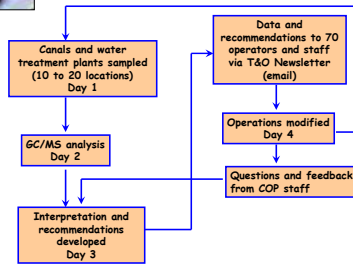 Canals and water
treatment plants sampled
(10 to 20 locations)
Day 1
GC/MS analysis
Day 2
Interpretation and
recommendations
developed
Day 3
Data and
recommendations to 70
operators and staff
via T&O Newsletter
(email)
Operations modified
Day 4
Questions and feedback
from COP staff